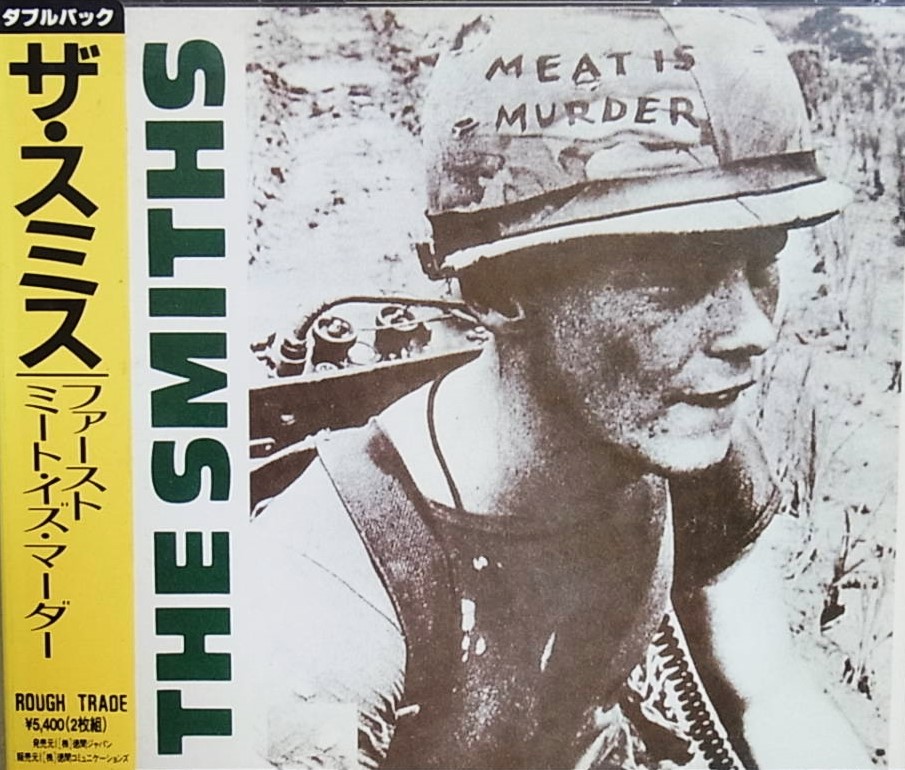 ダブルパック
ザ・スミス
ファースト
ミート・イズ・マーダー
ROUGH TRADE
¥5,400(2枚組)
発売元/[株]徳間ジャパン
販売元/[株]徳間コミュニケーションズ
THE SMITHS
MEAT IS
MURDER